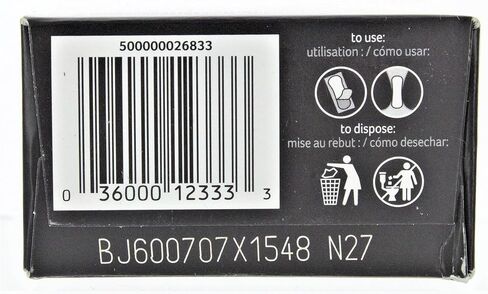 500000026833
0 36000 12333 3
to use:
utilisation : / cómo usar:
to dispose:
mise au rebut : / cómo desechar:
BJ600707X1548 N27